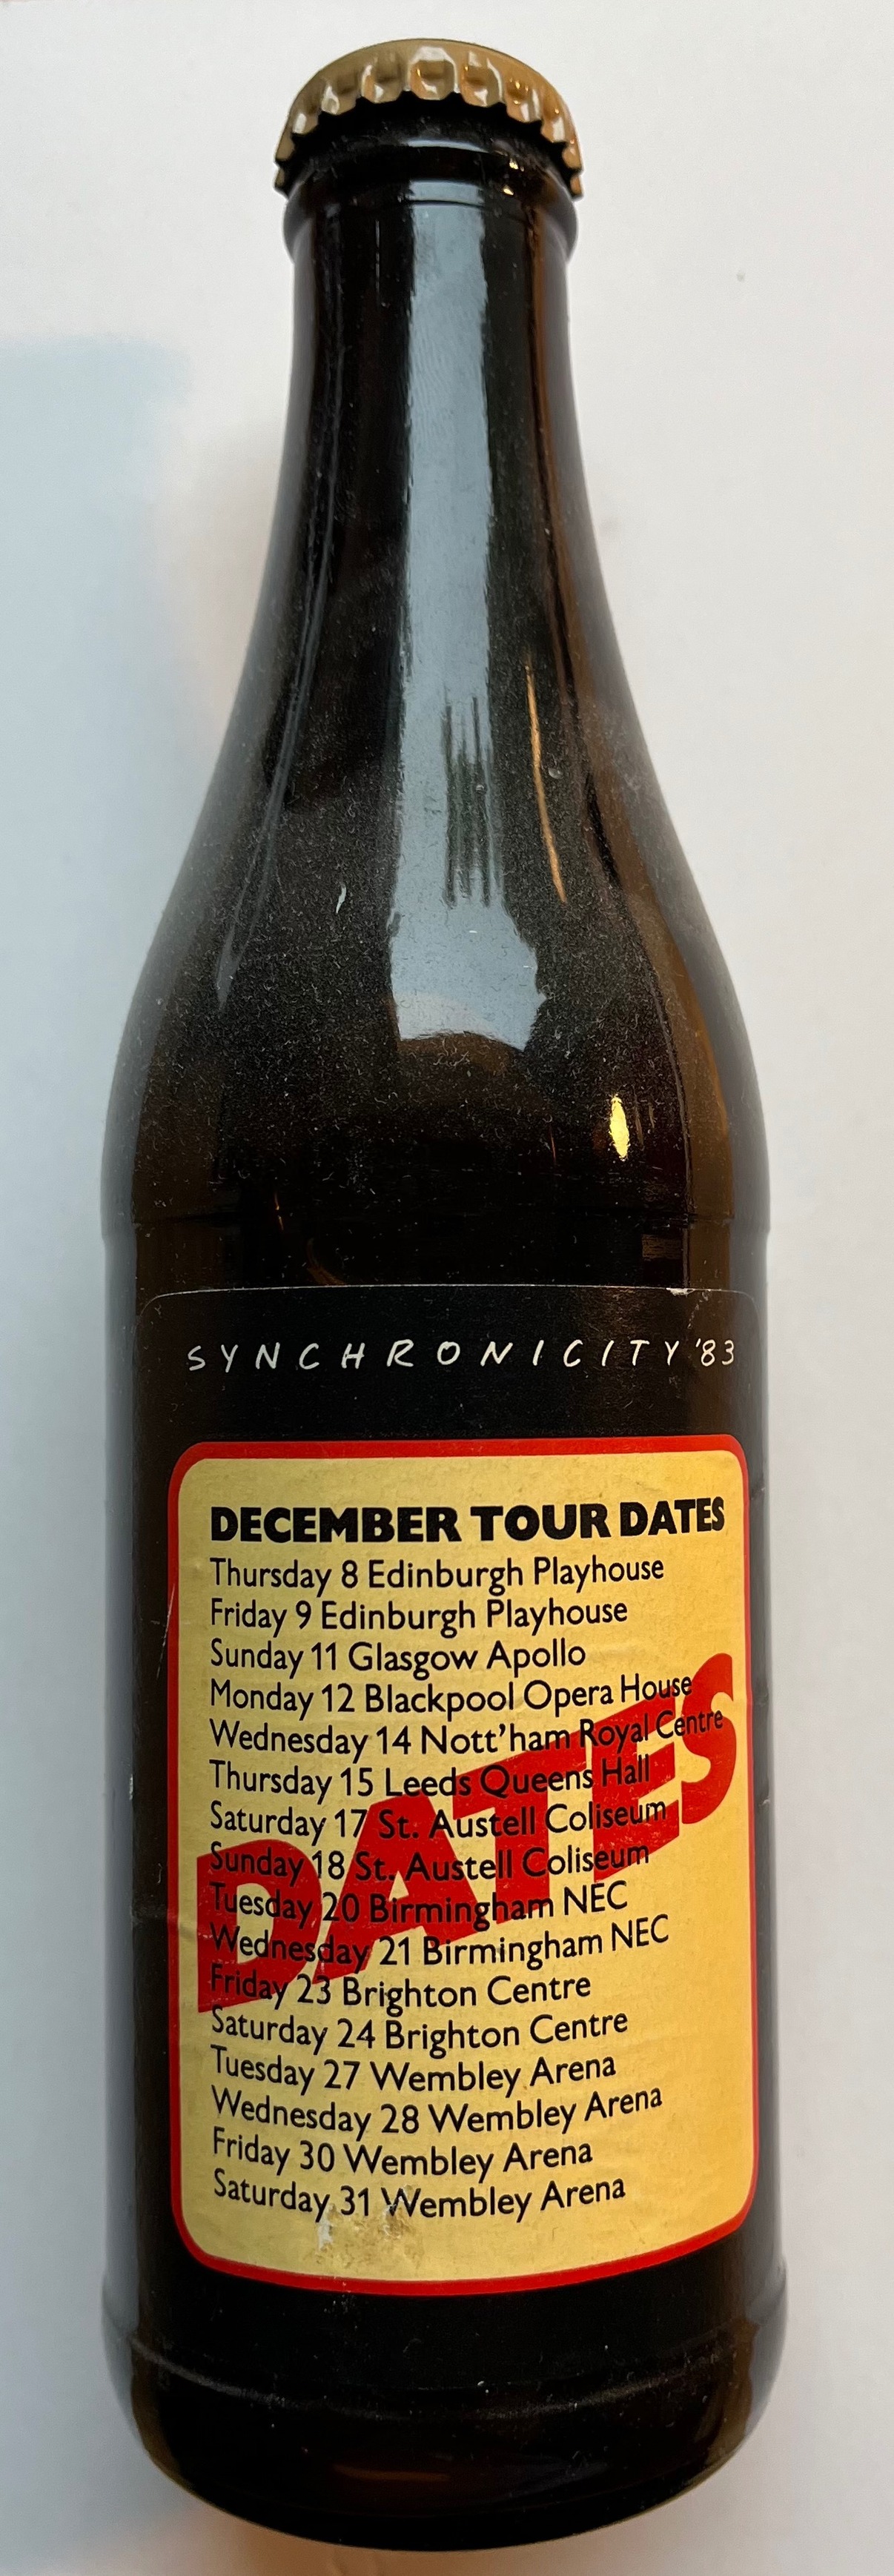 SYNCHRONICITY '83
DECEMBER TOUR DATES
Thursday 8 Edinburgh Playhouse
Friday 9 Edinburgh Playhouse
Sunday 11 Glasgow Apollo
Monday 12 Blackpool Opera House
Wednesday 14 Nott'ham Royal Centre
Thursday 15 Leeds Queens Hall
Saturday 17 St. Austell Coliseum
Sunday 18 St. Austell Coliseum
Tuesday 20 Birmingham NEC
Wednesday 21 Birmingham NEC
Friday 23 Brighton Centre
Saturday 24 Brighton Centre
Tuesday 27 Wembley Arena
Wednesday 28 Wembley Arena
Friday 30 Wembley Arena
Saturday 31 Wembley Arena
DATES